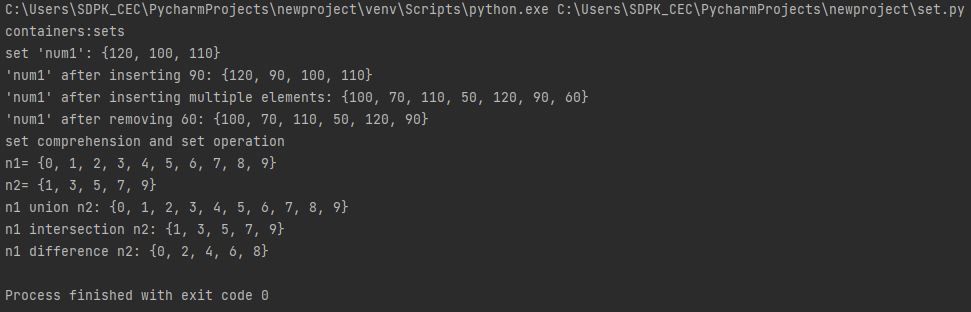 C:\Users\SDPK_CEC\PycharmProjects\newproject\venv\Scripts\python.exe C:\Users\SDPK_CEC\PycharmProjects\newproject\set.py
containers:sets
set 'num1': {120, 100, 110}
'num1' after inserting 90: {120, 90, 100, 110}
'num1' after inserting multiple elements: {100, 70, 110, 50, 120, 90, 60}
'num1' after removing 60: {100, 70, 110, 50, 120, 90}
set comprehension and set operation
n1= {0, 1, 2, 3, 4, 5, 6, 7, 8, 9}
n2= {1, 3, 5, 7, 9}
n1 union n2: {0, 1, 2, 3, 4, 5, 6, 7, 8, 9}
n1 intersection n2: {1, 3, 5, 7, 9}
n1 difference n2: {0, 2, 4, 6, 8}
Process finished with exit code 0